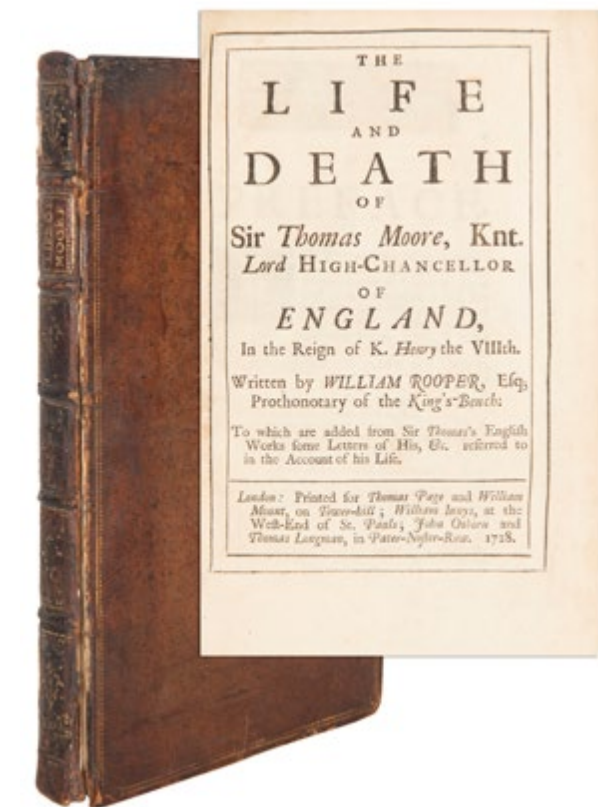 LIFE OF
MOORE
THE
LIFE
AND
DEATH
OF
Sir Thomas Moore, Knt.
Lord HIGH-CHANCELLOR
OF
ENGLAND,
In the Reign of K. Henry the VIIIth.
Written by WILLIAM ROOPER, Esq;
Prothonotary of the King's-Bench:
To which are added from Sir Thomas's English
Works some Letters of His, &c. referred to
in the Account of his Life.
London: Printed for Thomas Page and William
Mount, on Tower-hill; William Innys, at the
West-End of St. Pauls; John Osborn and
Thomas Longman, in Pater-Noster-Row. 1728.